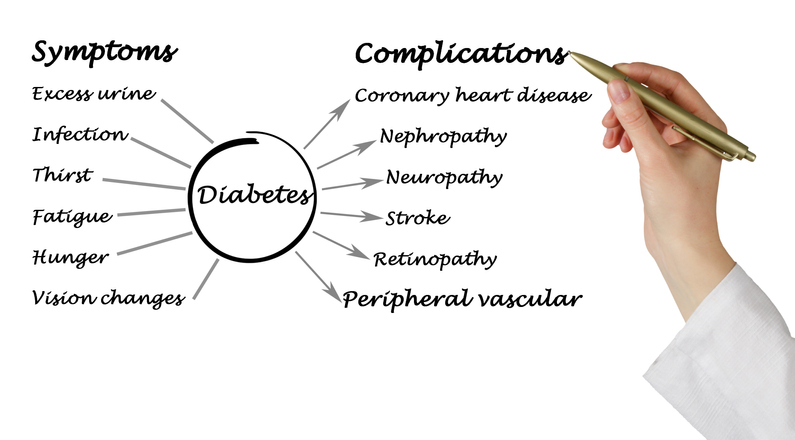 Symptoms
Excess urine
Infection
Thirst
Fatigue
Hunger
Vision changes
Diabetes
Complications
Coronary heart disease
Nephropathy
Neuropathy
Stroke
Retinopathy
Peripheral vascular